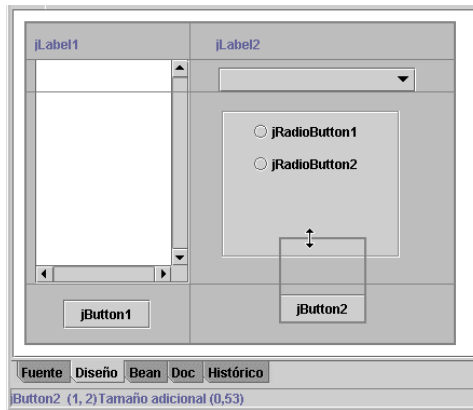 jLabel1 jLabel2
jRadioButton1
jRadioButton2
jButton1 jButton2
Fuente Diseño Bean Doc Histórico
jButton2 (1, 2)Tamaño adicional (0,53)